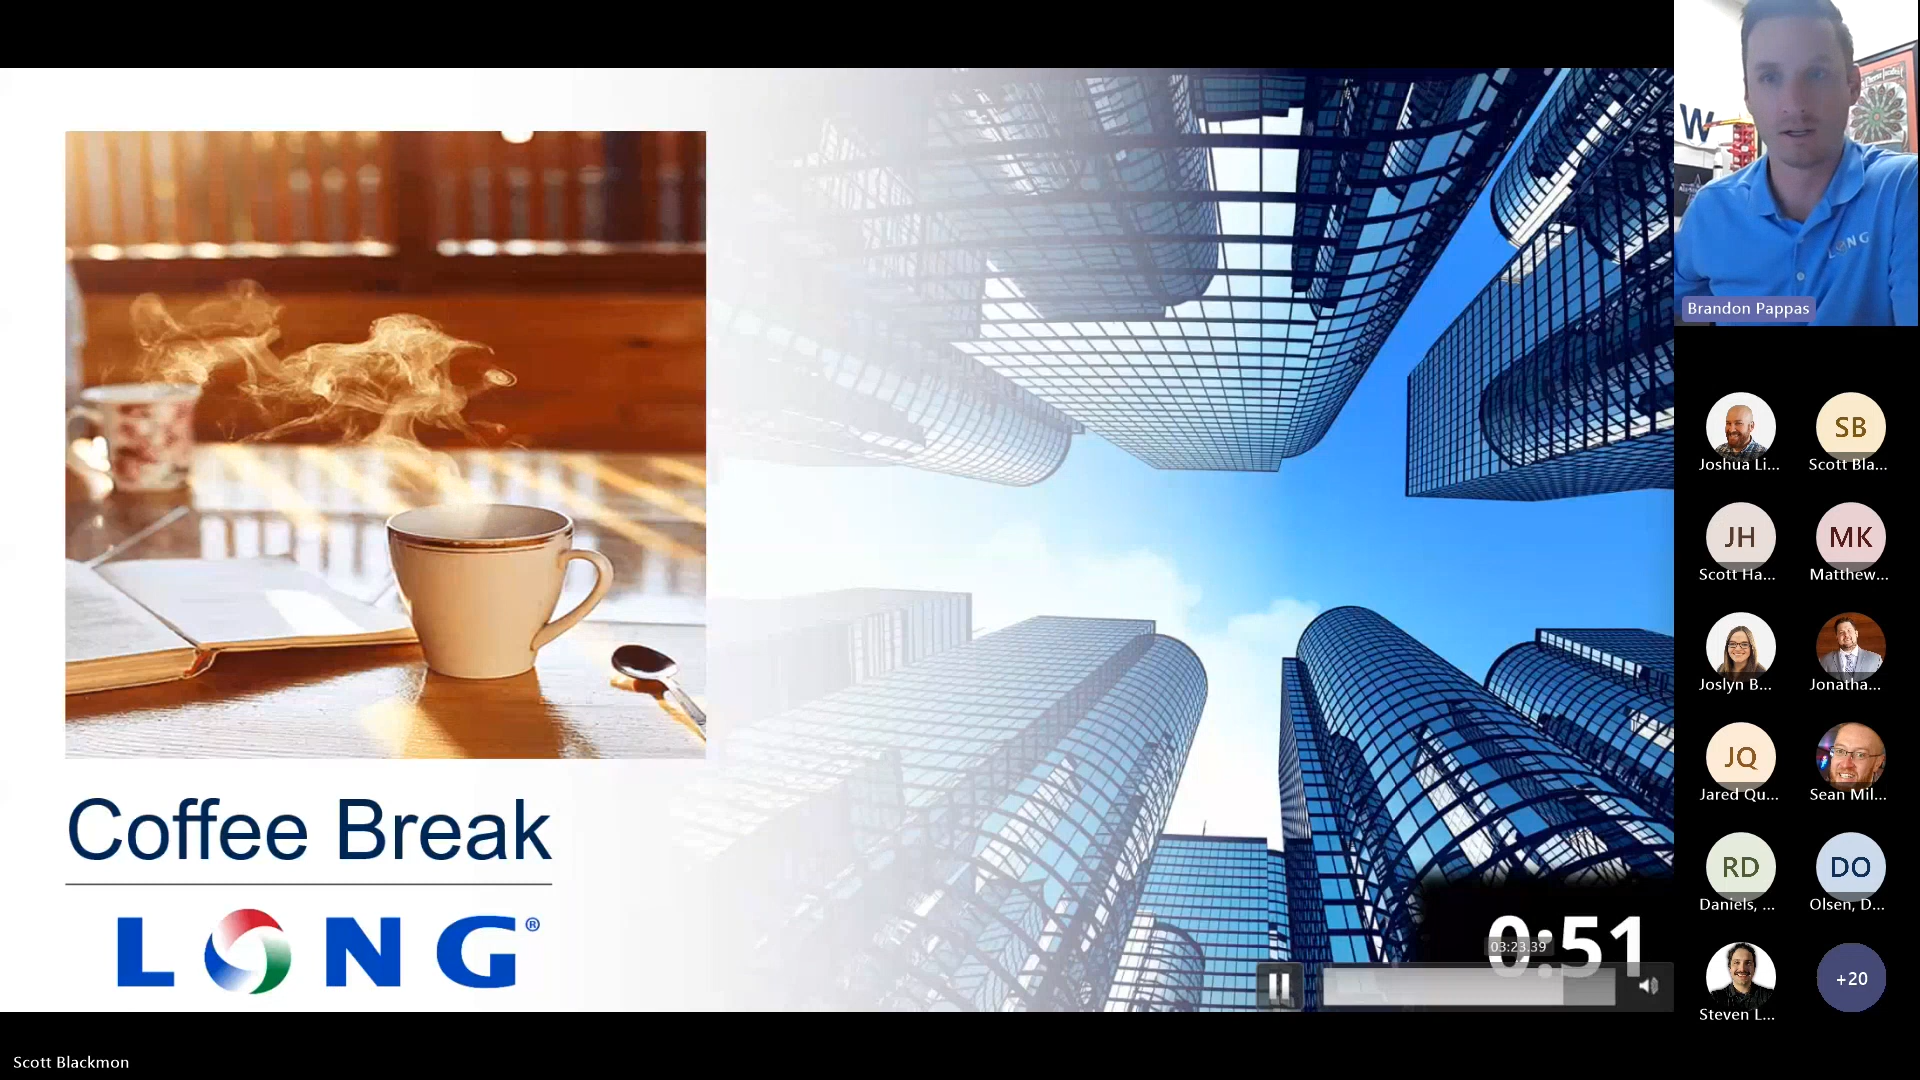 Coffee Break
LONG®
0:51
03:23.39
W
LONG
Brandon Pappas
Joshua Li...
SB
Scott Bla...
JH
Scott Ha...
MK
Matthew...
Joslyn B...
Jonatha...
JQ
Jared Qu...
Sean Mil...
RD
Daniels, ...
DO
Olsen, D...
Steven L...
+20
Scott Blackmon